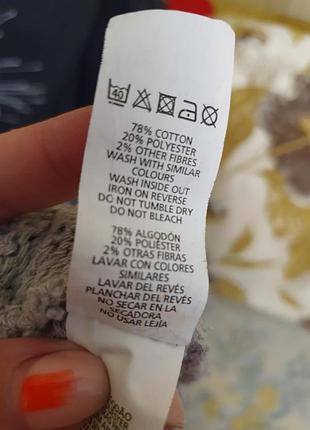 40
78% COTTON
20% POLYESTER
2% OTHER FIBRES
WASH WITH SIMILAR
COLOURS
WASH INSIDE OUT
IRON ON REVERSE
DO NOT TUMBLE DRY
DO NOT BLEACH
78% ALGODÓN
20% POLIÉSTER
2% OTRAS FIBRAS
LAVAR CON COLORES
SIMILARES
LAVAR DEL REVÉS
PLANCHAR DEL REVÉS
NO SECAR EN LA
SECADORA
NO USAR LEJÍA